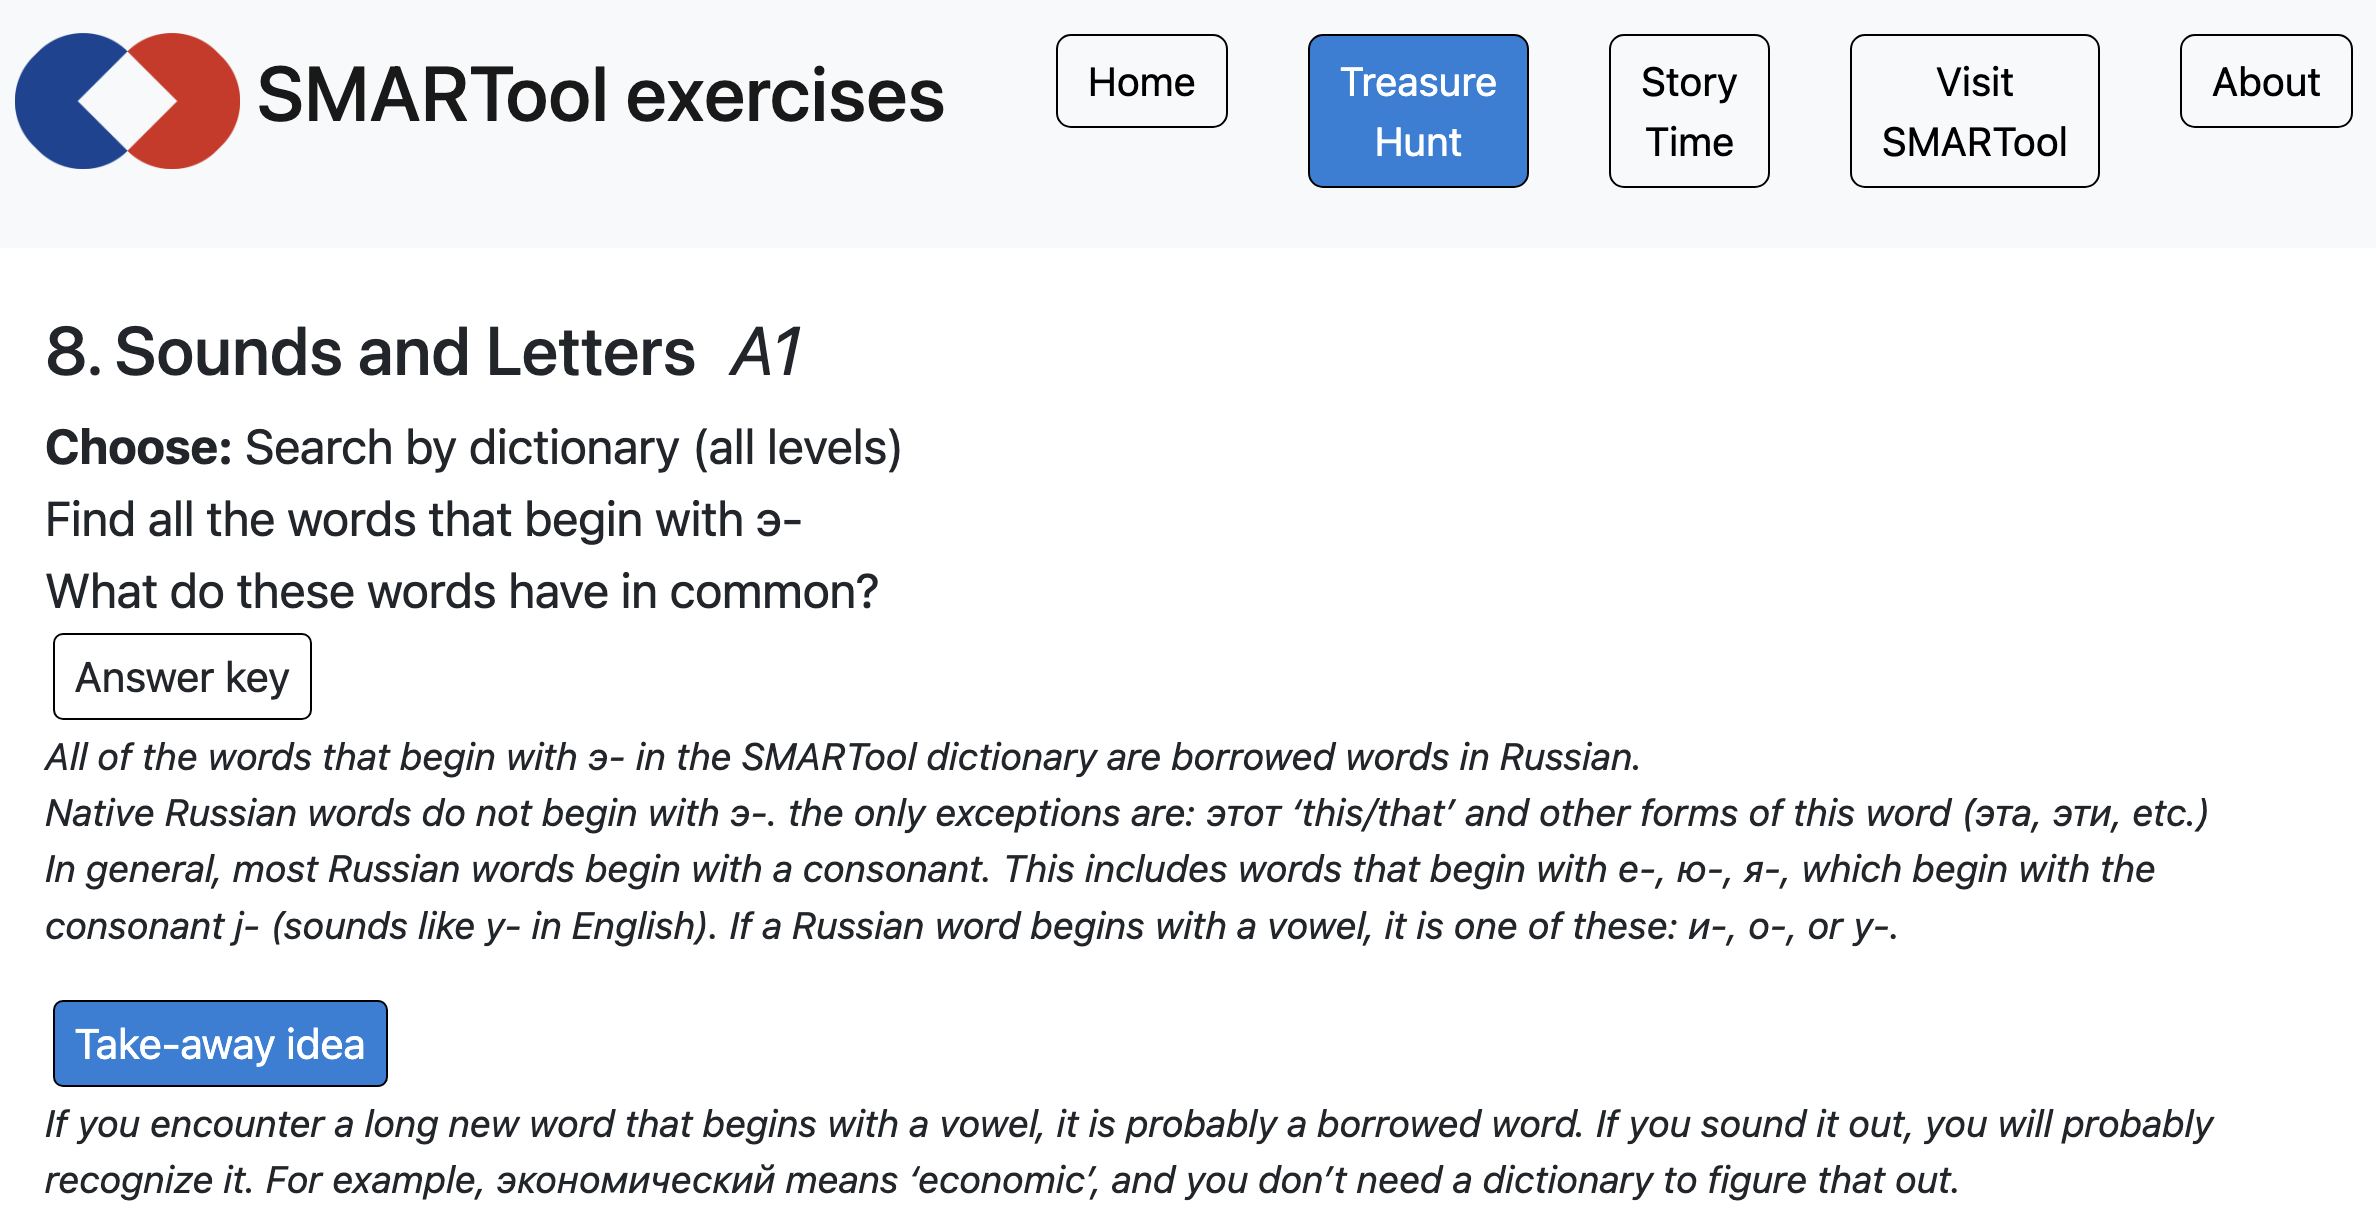 SMARTool exercises
Home
Treasure
Hunt
Story
Time
Visit
SMARTool
About
8. Sounds and Letters A1
Choose: Search by dictionary (all levels)
Find all the words that begin with э-
What do these words have in common?
Answer key
All of the words that begin with э- in the SMARTool dictionary are borrowed words in Russian.
Native Russian words do not begin with э-. the only exceptions are: этот ‘this/that’ and other forms of this word (эта, эти, etc.)
In general, most Russian words begin with a consonant. This includes words that begin with е-, ю-, я-, which begin with the
consonant j- (sounds like y- in English). If a Russian word begins with a vowel, it is one of these: и-, о-, or у-.
Take-away idea
If you encounter a long new word that begins with a vowel, it is probably a borrowed word. If you sound it out, you will probably
recognize it. For example, экономический means ‘economic’, and you don’t need a dictionary to figure that out.